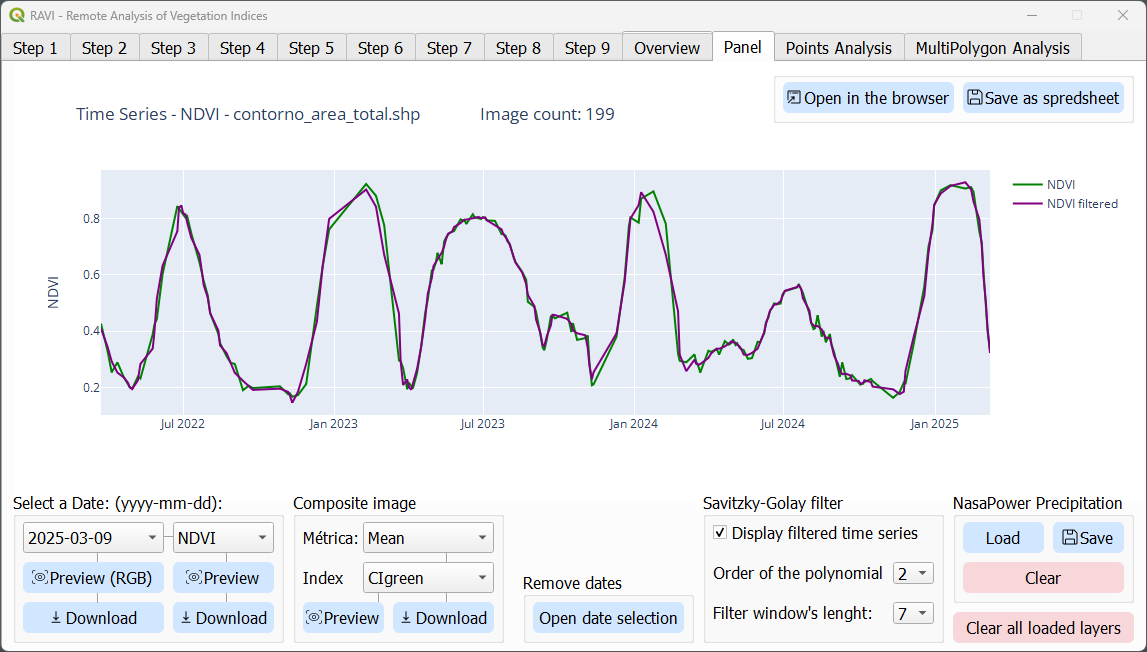 RAVI - Remote Analysis of Vegetation Indices
Step 1 Step 2 Step 3 Step 4 Step 5 Step 6 Step 7 Step 8 Step 9 Overview Panel Points Analysis MultiPolygon Analysis
Open in the browser Save as spredsheet
Time Series - NDVI - contorno_area_total.shp Image count: 199
NDVI
NDVI filtered
0.8
0.6
0.4
0.2
NDVI
Jul 2022 Jan 2023 Jul 2023 Jan 2024 Jul 2024 Jan 2025
Select a Date: (yyyy-mm-dd):
2025-03-09 NDVI
Preview (RGB) Preview
Download Download
Composite image
Métrica: Mean
Index CIgreen
Preview Download
Remove dates
Open date selection
Savitzky-Golay filter
Display filtered time series
Order of the polynomial 2
Filter window's lenght: 7
NasaPower Precipitation
Load Save
Clear
Clear all loaded layers